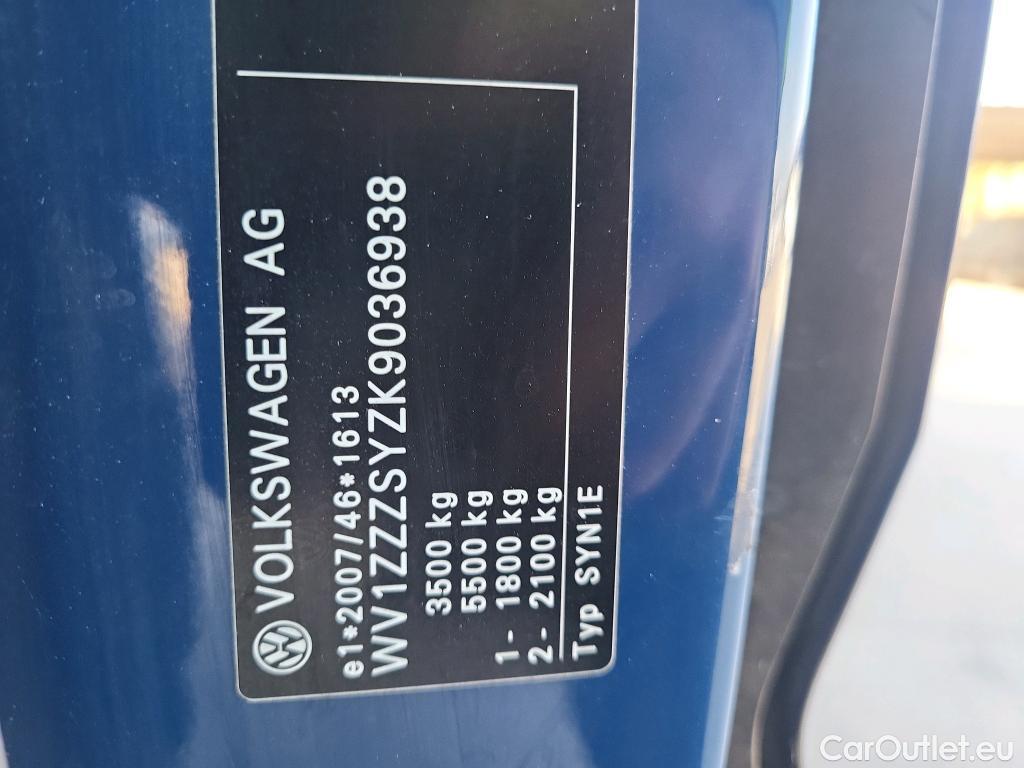 VOLKSWAGEN AG
e1*2007/46*1613
WV1ZZZSYZK9036938
3500 kg
5500 kg
1- 1800 kg
2- 2100 kg
Typ SYN1E
CarOutlet.eu